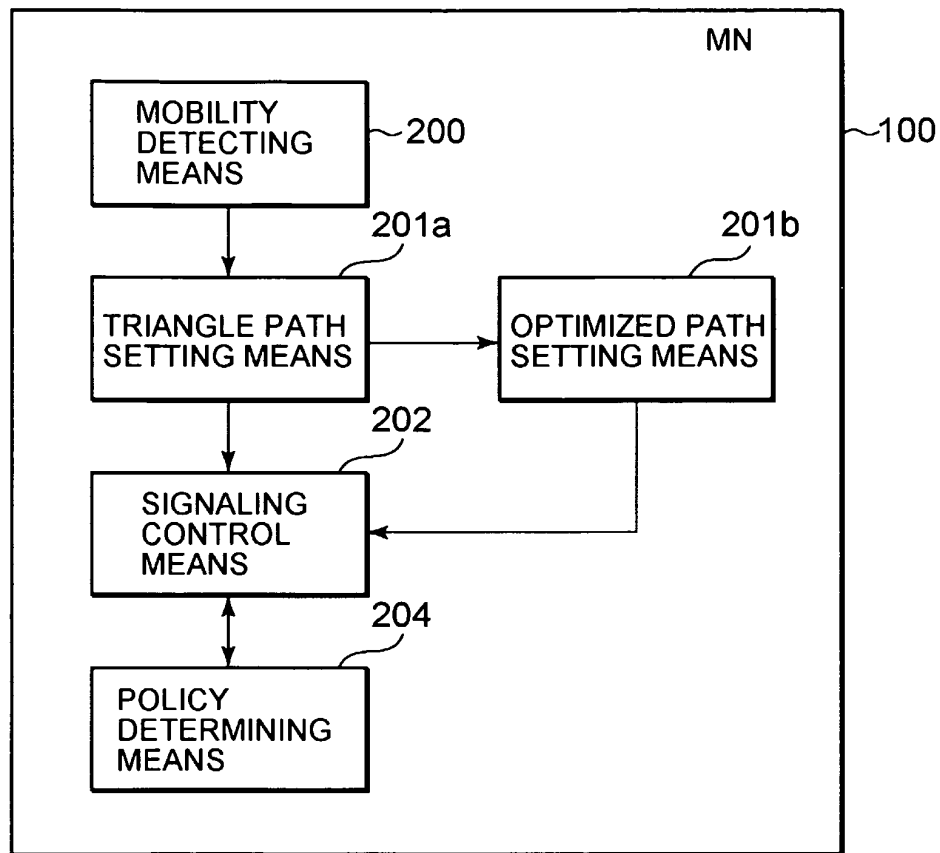 MN
100
MOBILITY
DETECTING
MEANS
200
201a
TRIANGLE PATH
SETTING MEANS
201b
OPTIMIZED PATH
SETTING MEANS
202
SIGNALING
CONTROL
MEANS
204
POLICY
DETERMINING
MEANS